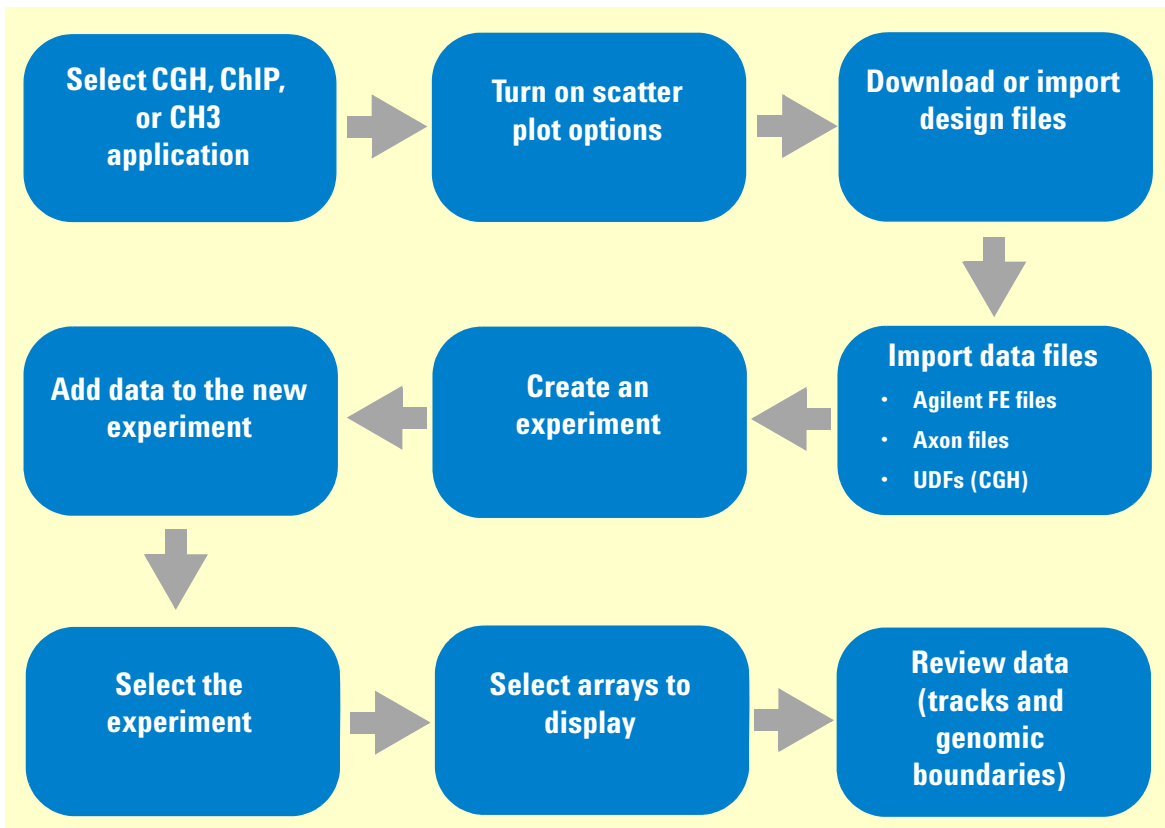 Select CGH, ChIP,
or CH3
application
Turn on scatter
plot options
Download or import
design files
Import data files
• Agilent FE files
• Axon files
• UDFs (CGH)
Create an
experiment
Add data to the new
experiment
Select the
experiment
Select arrays to
display
Review data
(tracks and
genomic
boundaries)